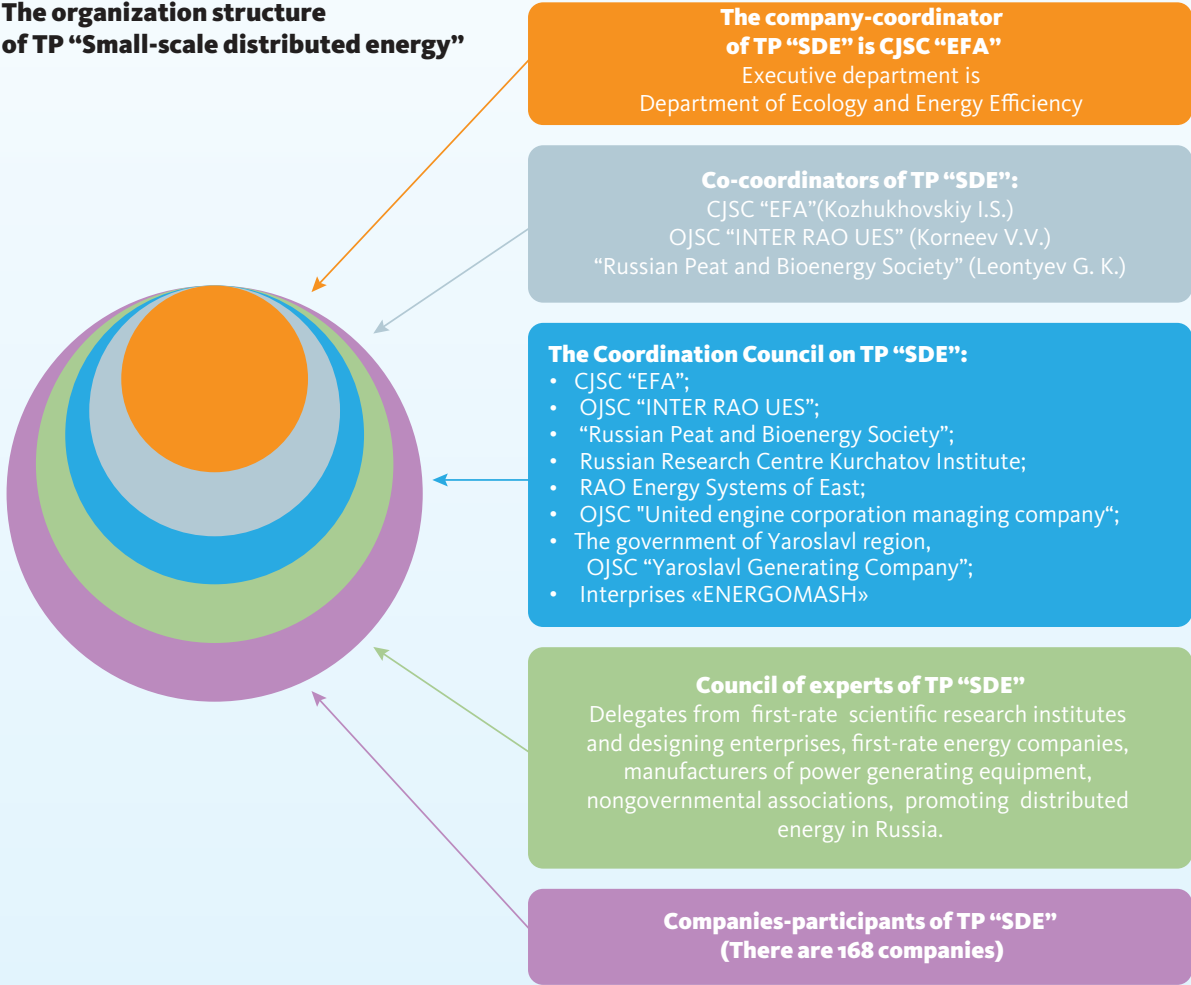 The organization structure
of TP “Small-scale distributed energy”
The company-coordinator
of TP “SDE” is CJSC “EFA”
Executive department is
Department of Ecology and Energy Efficiency
Co-coordinators of TP “SDE”:
CJSC “EFA”(Kozhukhovskiy I.S.)
OJSC “INTER RAO UES” (Korneev V.V.)
“Russian Peat and Bioenergy Society” (Leontyev G. K.)
The Coordination Council on TP “SDE”:
• CJSC “EFA”;
• OJSC “INTER RAO UES”;
• “Russian Peat and Bioenergy Society”;
• Russian Research Centre Kurchatov Institute;
• RAO Energy Systems of East;
• OJSC "United engine corporation managing company“;
• The government of Yaroslavl region,
OJSC “Yaroslavl Generating Company”;
• Interprises «ENERGOMASH»
Council of experts of TP “SDE”
Delegates from first-rate scientific research institutes
and designing enterprises, first-rate energy companies,
manufacturers of power generating equipment,
nongovernmental associations, promoting distributed
energy in Russia.
Companies-participants of TP “SDE”
(There are 168 companies)